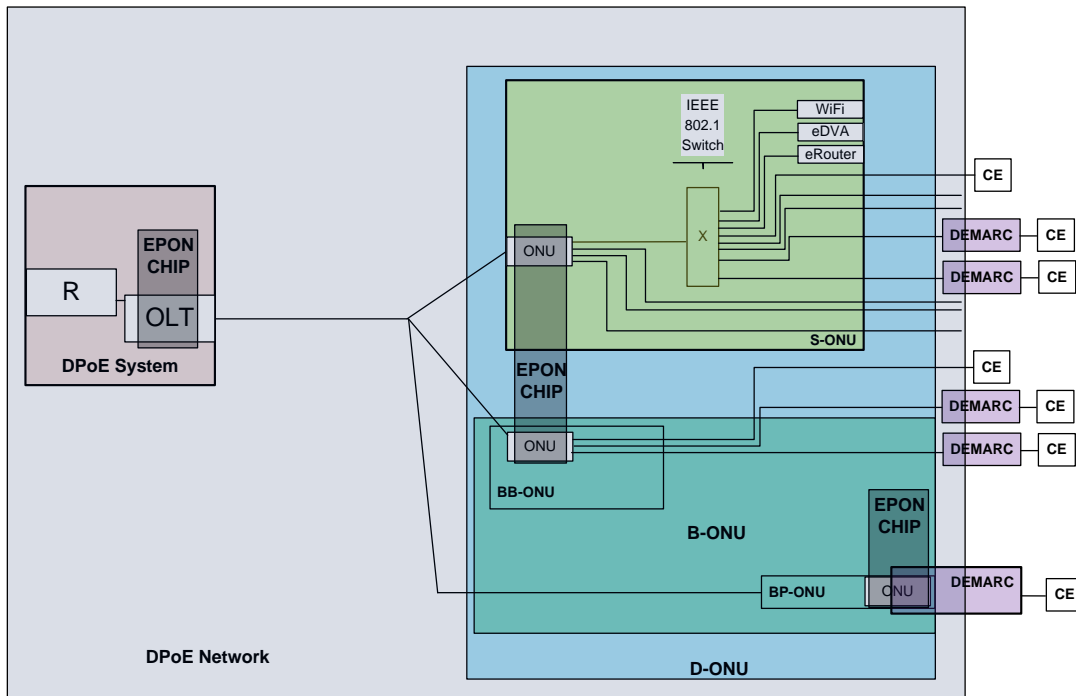 IEEE
802.1
Switch
WiFi
eDVA
eRouter
CE
X
DEMARC
CE
DEMARC
CE
EPON
CHIP
R
OLT
DPoE System
ONU
S-ONU
EPON
CHIP
CE
DEMARC
CE
ONU
DEMARC
CE
BB-ONU
EPON
CHIP
B-ONU
BP-ONU
ONU
DEMARC
CE
DPoE Network
D-ONU